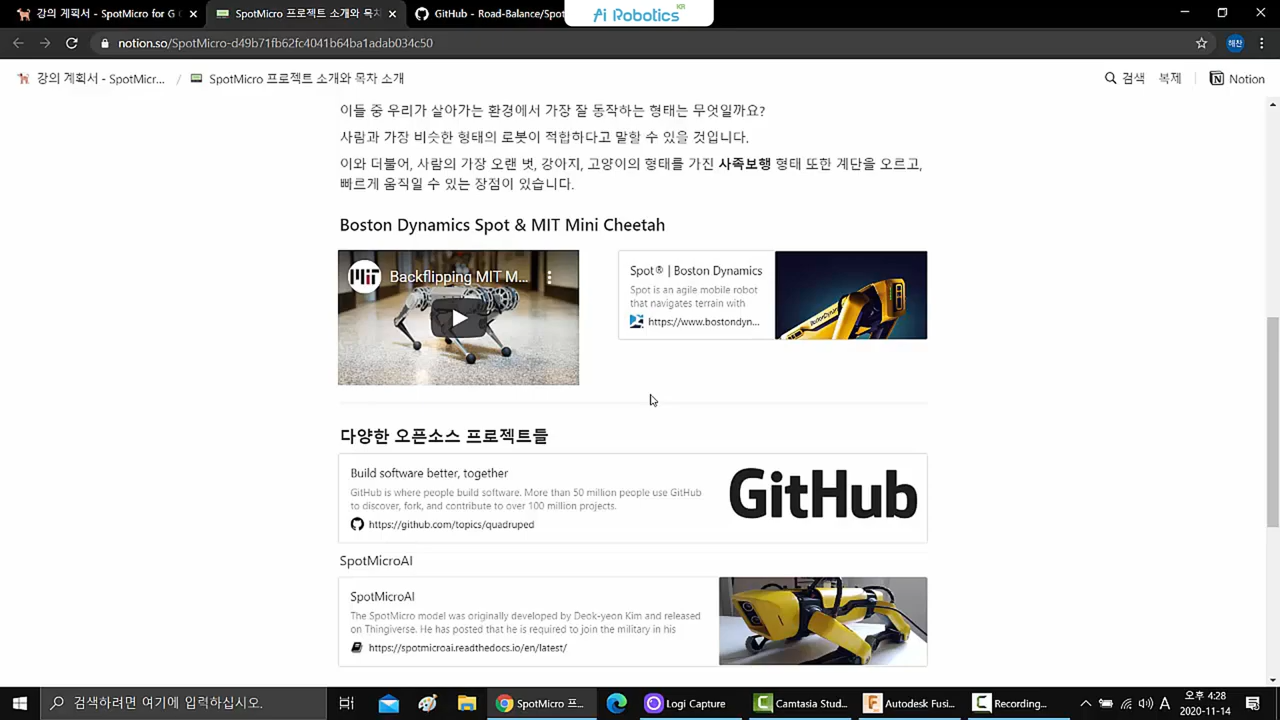 강의 계획서 - SpotMicro for G
SpotMicro 프로젝트 소개와 목차
GitHub - Road-Balance/Spot
Ai Robotics KR
notion.so/SpotMicro-d49b71fb62fc4041b64ba1adab034c50
해찬
강의 계획서 - SpotMicr... / SpotMicro 프로젝트 소개와 목차 소개
검색 복제 Notion
이들 중 우리가 살아가는 환경에서 가장 잘 동작하는 형태는 무엇일까요?
사람과 가장 비슷한 형태의 로봇이 적합하다고 말할 수 있을 것입니다.
이와 더불어, 사람의 가장 오랜 벗, 강아지, 고양이의 형태를 가진 사족보행 형태 또한 계단을 오르고,
빠르게 움직일 수 있는 장점이 있습니다.
Boston Dynamics Spot & MIT Mini Cheetah
MIT Backflipping MIT M...
Spot® | Boston Dynamics
Spot is an agile mobile robot
that navigates terrain with
https://www.bostondyn...
다양한 오픈소스 프로젝트들
Build software better, together
GitHub is where people build software. More than 50 million people use GitHub
to discover, fork, and contribute to over 100 million projects.
https://github.com/topics/quadruped
GitHub
SpotMicroAI
SpotMicroAI
The SpotMicro model was originally developed by Deok-yeon Kim and released
on Thingiverse. He has posted that he is required to join the military in his
https://spotmicroai.readthedocs.io/en/latest/
검색하려면 여기에 입력하십시오.
SpotMicro 프...
Logi Capture
Camtasia Stud...
Autodesk Fusi...
Recording...
A
오후 4:28
2020-11-14